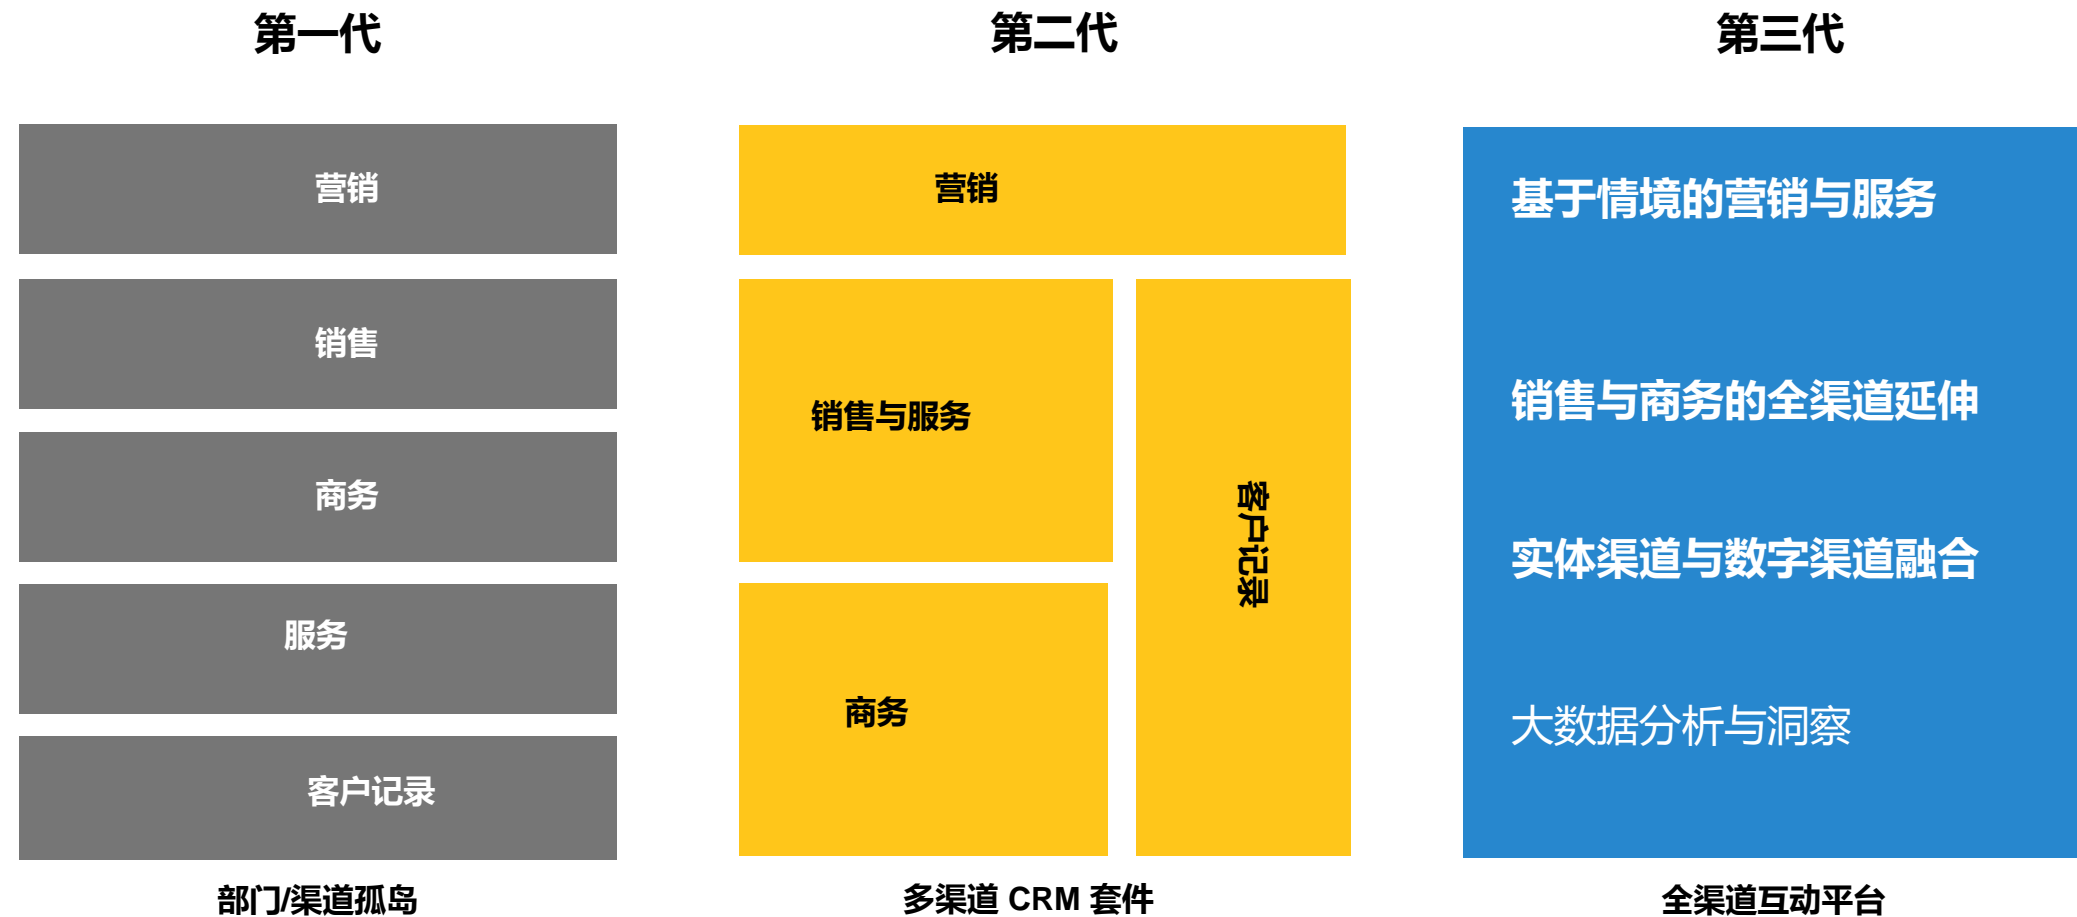 第一代
营销
销售
商务
服务
客户记录
部门/渠道孤岛
第二代
营销
销售与服务
商务
客户记录
多渠道 CRM 套件
第三代
基于情境的营销与服务
销售与商务的全渠道延伸
实体渠道与数字渠道融合
大数据分析与洞察
全渠道互动平台